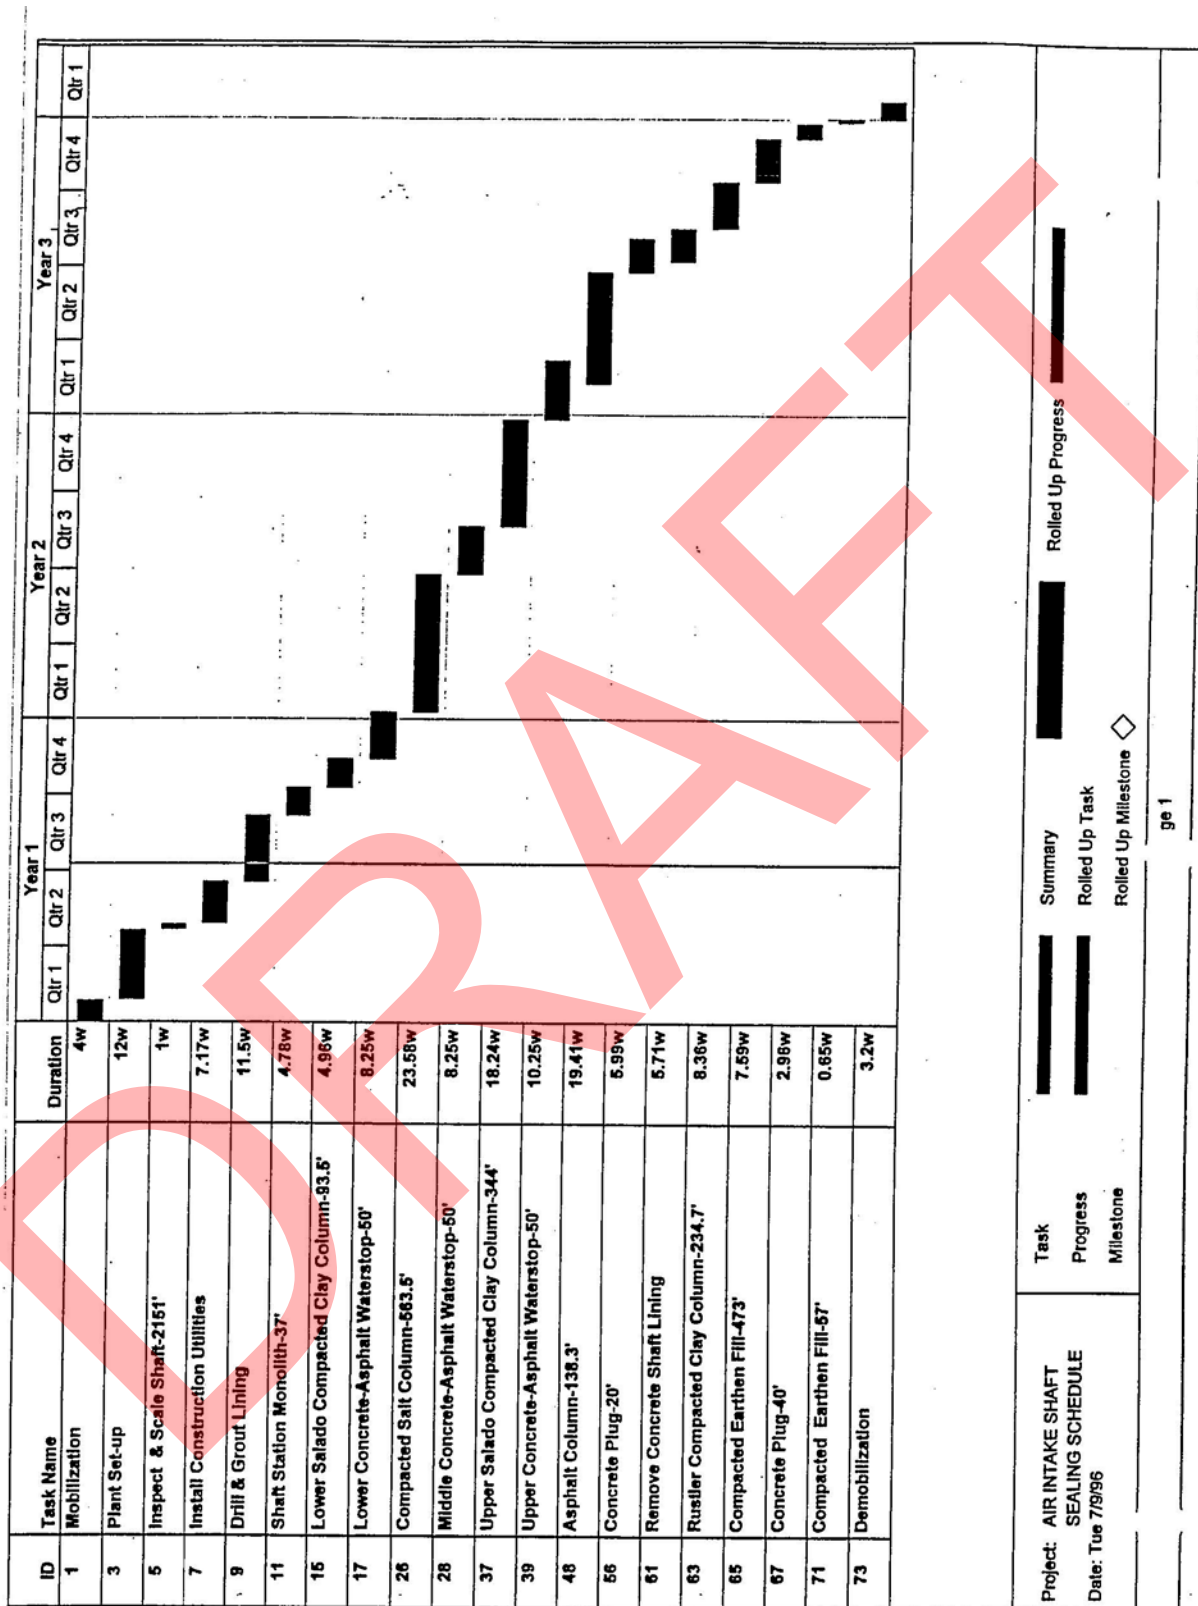 ID Task Name Duration Year 1 Year 2 Year 3
Qtr 1 Qtr 2 Qtr 3 Qtr 4 Qtr 1 Qtr 2 Qtr 3 Qtr 4 Qtr 1 Qtr 2 Qtr 3 Qtr 4 Qtr 1
1 Mobilization 4w
3 Plant Set-up 12w
5 Inspect & Scale Shaft-2151' 1w
7 Install Construction Utilities 7.17w
9 Drill & Grout Lining 11.5w
11 Shaft Station Monolith-37' 4.78w
15 Lower Salado Compacted Clay Column-93.5' 4.96w
17 Lower Concrete-Asphalt Waterstop-50' 8.25w
26 Compacted Salt Column-563.5' 23.58w
28 Middle Concrete-Asphalt Waterstop-50' 8.25w
37 Upper Salado Compacted Clay Column-344' 18.24w
39 Upper Concrete-Asphalt Waterstop-50' 10.25w
48 Asphalt Column-138.3' 19.41w
56 Concrete Plug-20' 5.99w
61 Remove Concrete Shaft Lining 5.71w
63 Rustler Compacted Clay Column-234.7' 8.36w
65 Compacted Earthen Fill-473' 7.59w
67 Concrete Plug-40' 2.96w
71 Compacted Earthen Fill-57' 0.65w
73 Demobilization 3.2w
Project: AIR INTAKE SHAFT
SEALING SCHEDULE
Date: Tue 7/9/96
Task Summary Rolled Up Progress
Progress Rolled Up Task
Milestone Rolled Up Milestone
ge 1
DRAFT